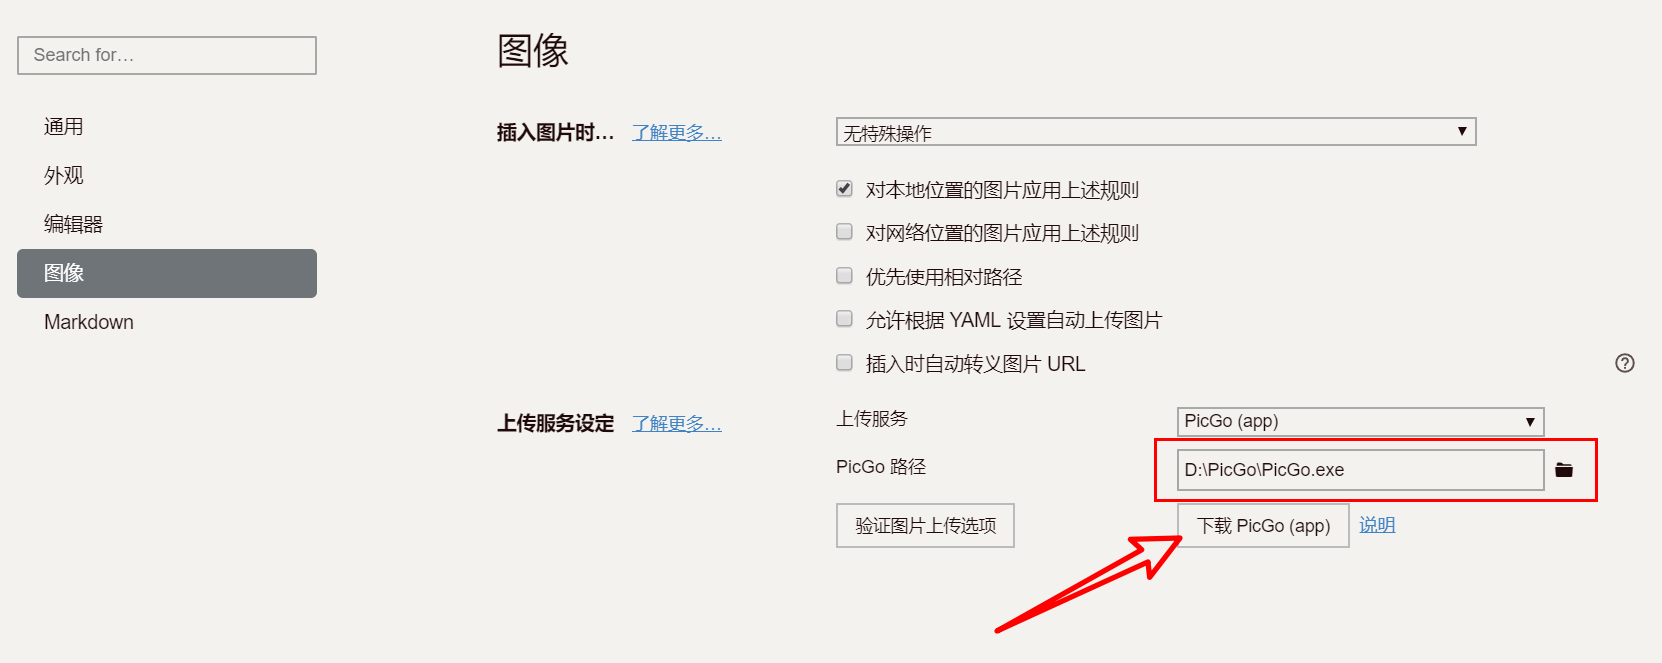 Search for…
通用
外观
编辑器
图像
Markdown
图像
插入图片时… 了解更多…
无特殊操作
对本地位置的图片应用上述规则
对网络位置的图片应用上述规则
优先使用相对路径
允许根据 YAML 设置自动上传图片
插入时自动转义图片 URL
上传服务设定 了解更多…
上传服务 PicGo (app)
PicGo 路径 D:\PicGo\PicGo.exe
验证图片上传选项 下载 PicGo (app) 说明